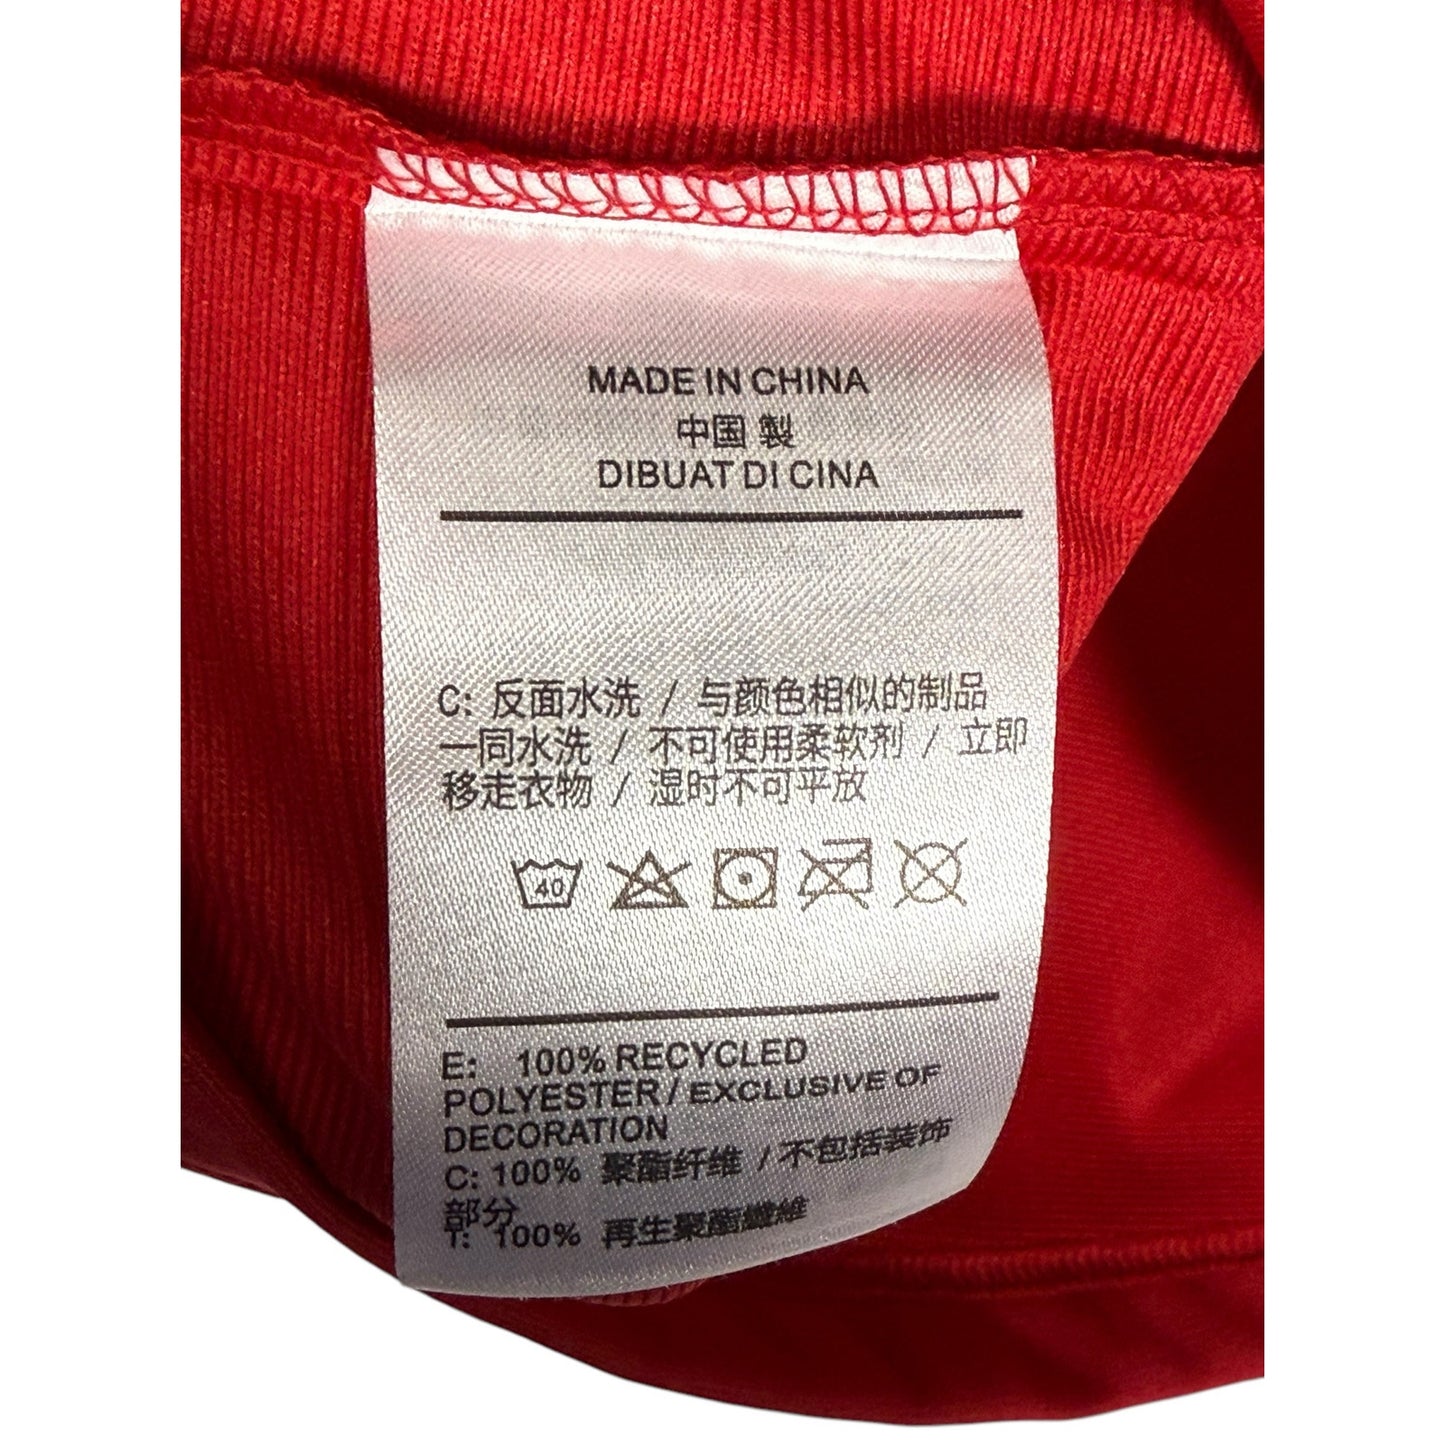 MADE IN CHINA
中国 製
DIBUAT DI CINA
C: 反面水洗 / 与颜色相似的制品
一同水洗 / 不可使用柔软剂 / 立即
移走衣物 / 湿时不可平放
40
E: 100% RECYCLED
POLYESTER / EXCLUSIVE OF
DECORATION
C: 100% 聚酯纤维 / 不包括装饰
部分
T: 100% 再生聚酯纖維